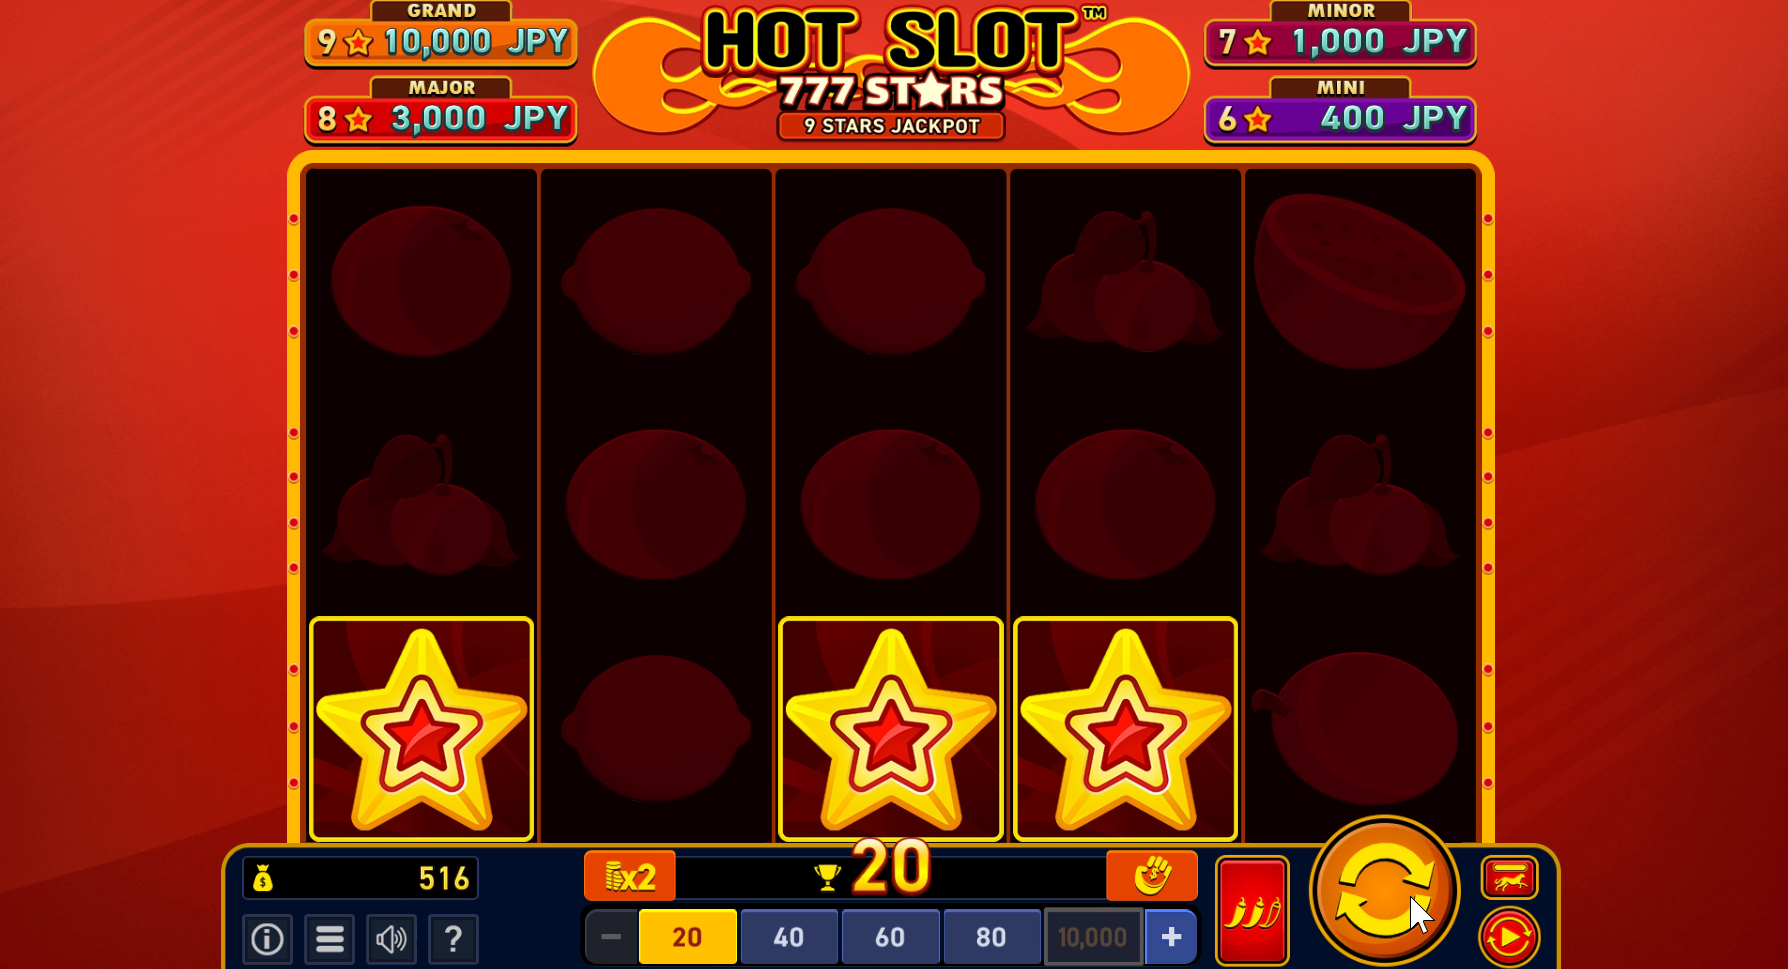 GRAND
9 10,000 JPY
MAJOR
8 3,000 JPY
HOT SLOT™
777 STARS
9 STARS JACKPOT
MINOR
7 1,000 JPY
MINI
6 400 JPY
516
x2
20
20 40 60 80 10,000 +
?